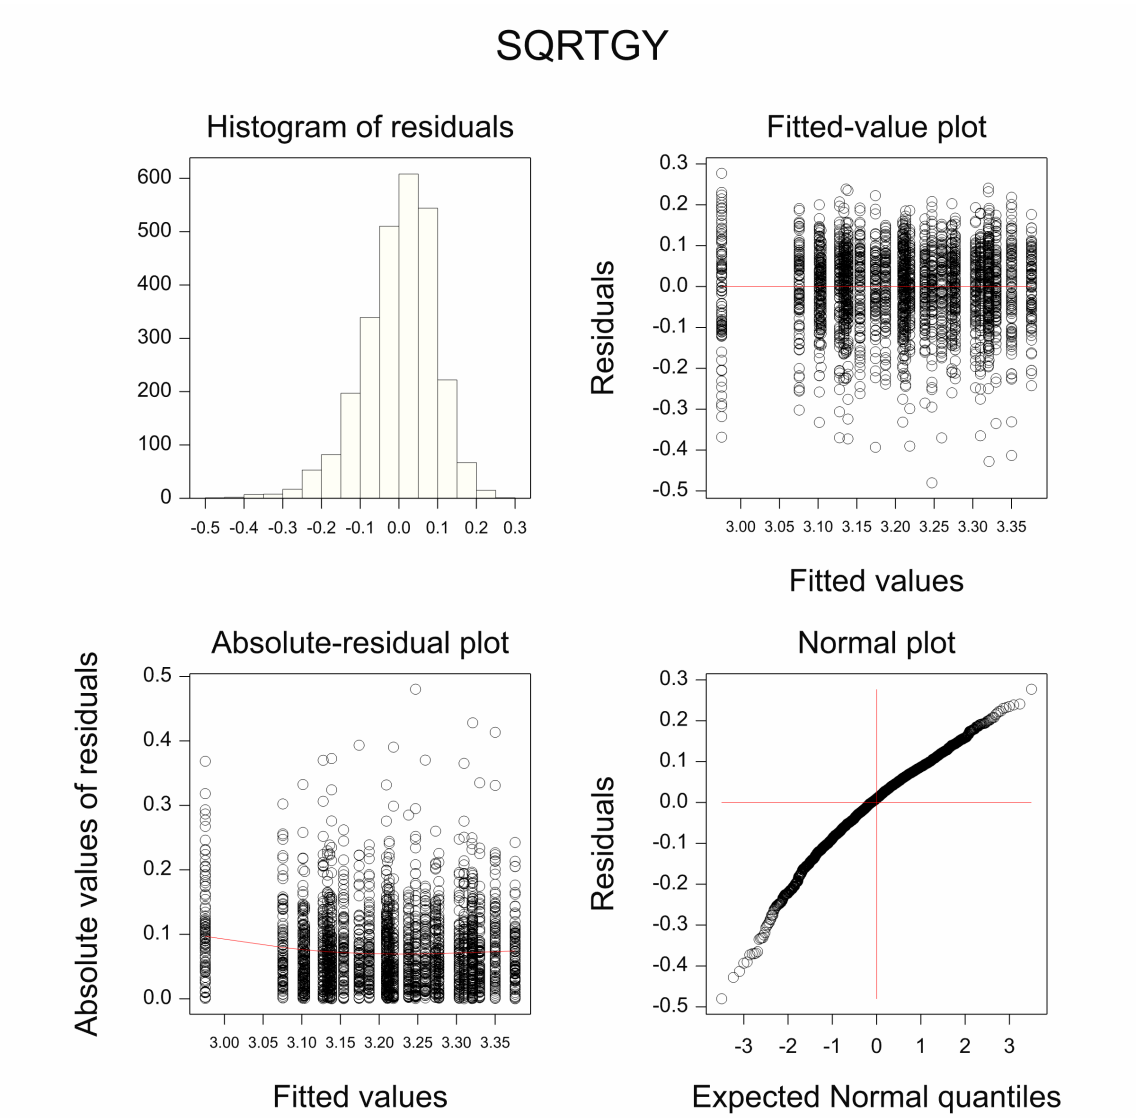 SQRTGY
Histogram of residuals
600
500
400
300
200
100
0
-0.5 -0.4 -0.3 -0.2 -0.1 0.0 0.1 0.2 0.3
Fitted-value plot
Residuals
0.3
0.2
0.1
0.0
-0.1
-0.2
-0.3
-0.4
-0.5
3.00 3.05 3.10 3.15 3.20 3.25 3.30 3.35
Fitted values
Absolute-residual plot
Absolute values of residuals
0.5
0.4
0.3
0.2
0.1
0.0
3.00 3.05 3.10 3.15 3.20 3.25 3.30 3.35
Fitted values
Normal plot
Residuals
0.3
0.2
0.1
0.0
-0.1
-0.2
-0.3
-0.4
-0.5
-3 -2 -1 0 1 2 3
Expected Normal quantiles